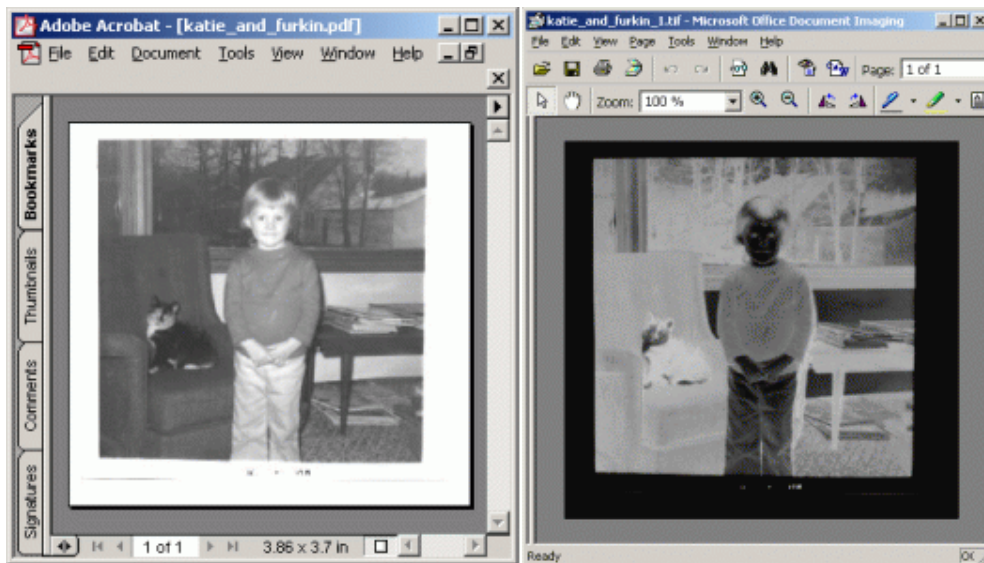 Adobe Acrobat - [katie_and_furkin.pdf]
File Edit Document Tools View Window Help
Bookmarks
Thumbnails
Comments
Signatures
1 of 1
3.86 x 3.7 in
katie_and_furkin_1.tif - Microsoft Office Document Imaging
File Edit View Page Tools Window Help
Page: 1 of 1
Zoom: 100 %
Ready